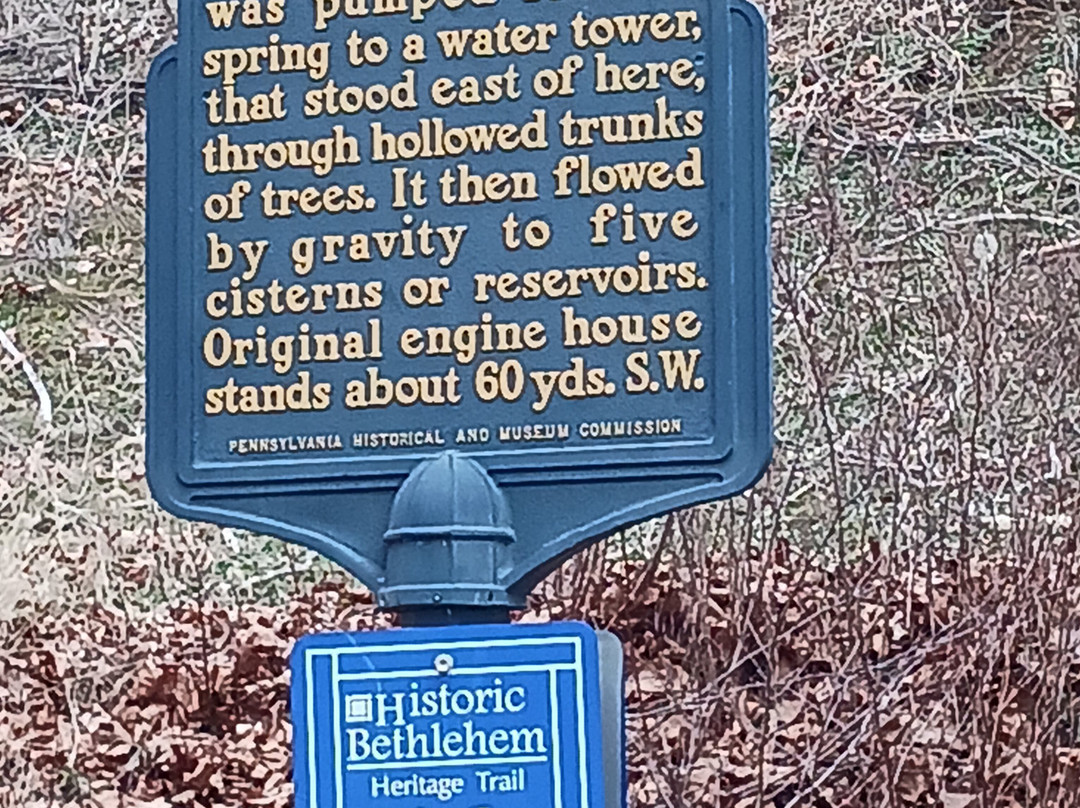 was pumped
spring to a water tower,
that stood east of here,
through hollowed trunks
of trees. It then flowed
by gravity to five
cisterns or reservoirs.
Original engine house
stands about 60 yds. S.W.
PENNSYLVANIA HISTORICAL AND MUSEUM COMMISSION
Historic
Bethlehem
Heritage Trail